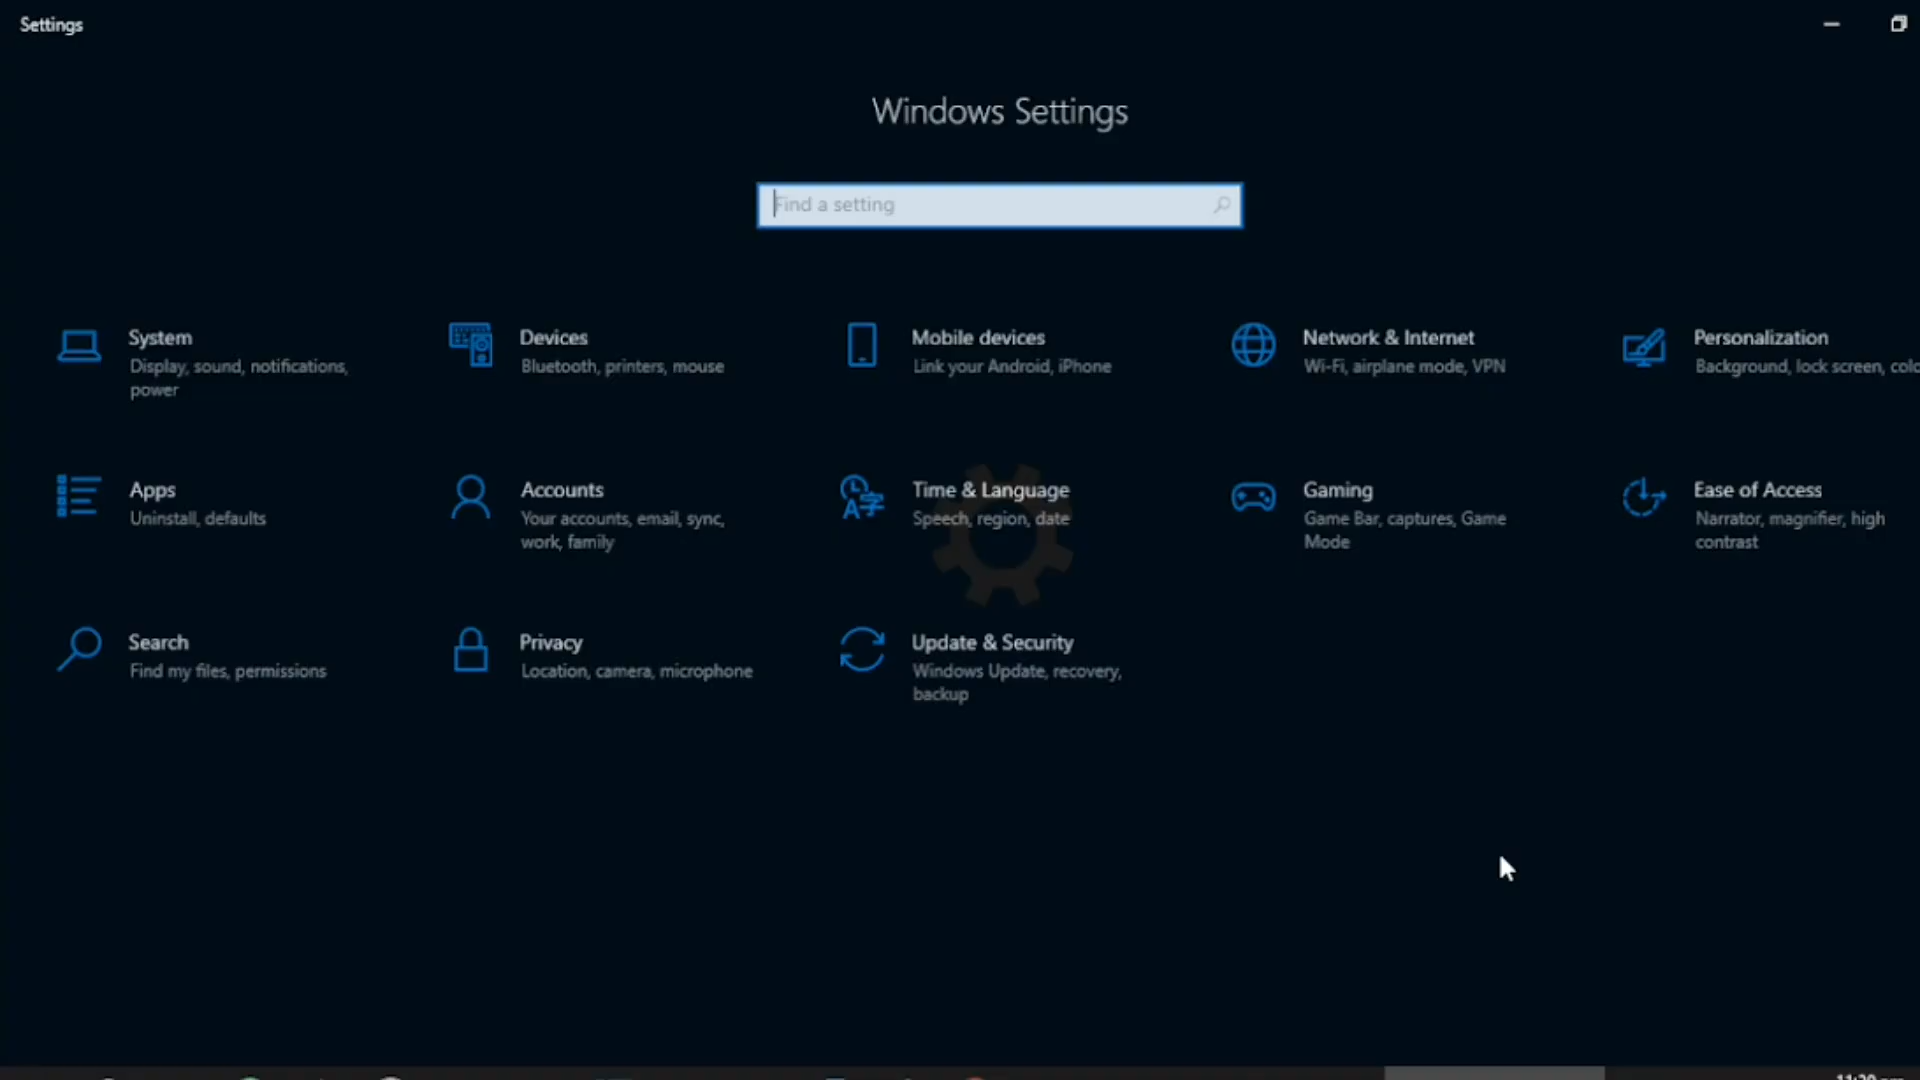 Settings
Windows Settings
Find a setting
System
Display, sound, notifications,
power
Devices
Bluetooth, printers, mouse
Mobile devices
Link your Android, iPhone
Network & Internet
Wi-Fi, airplane mode, VPN
Personalization
Background, lock screen,
Apps
Uninstall, defaults
Accounts
Your accounts, email, sync,
work, family
Time & Language
Speech, region, date
Gaming
Game Bar, captures, Game
Mode
Ease of Access
Narrator, magnifier, high
contrast
Search
Find my files, permissions
Privacy
Location, camera, microphone
Update & Security
Windows Update, recovery,
backup